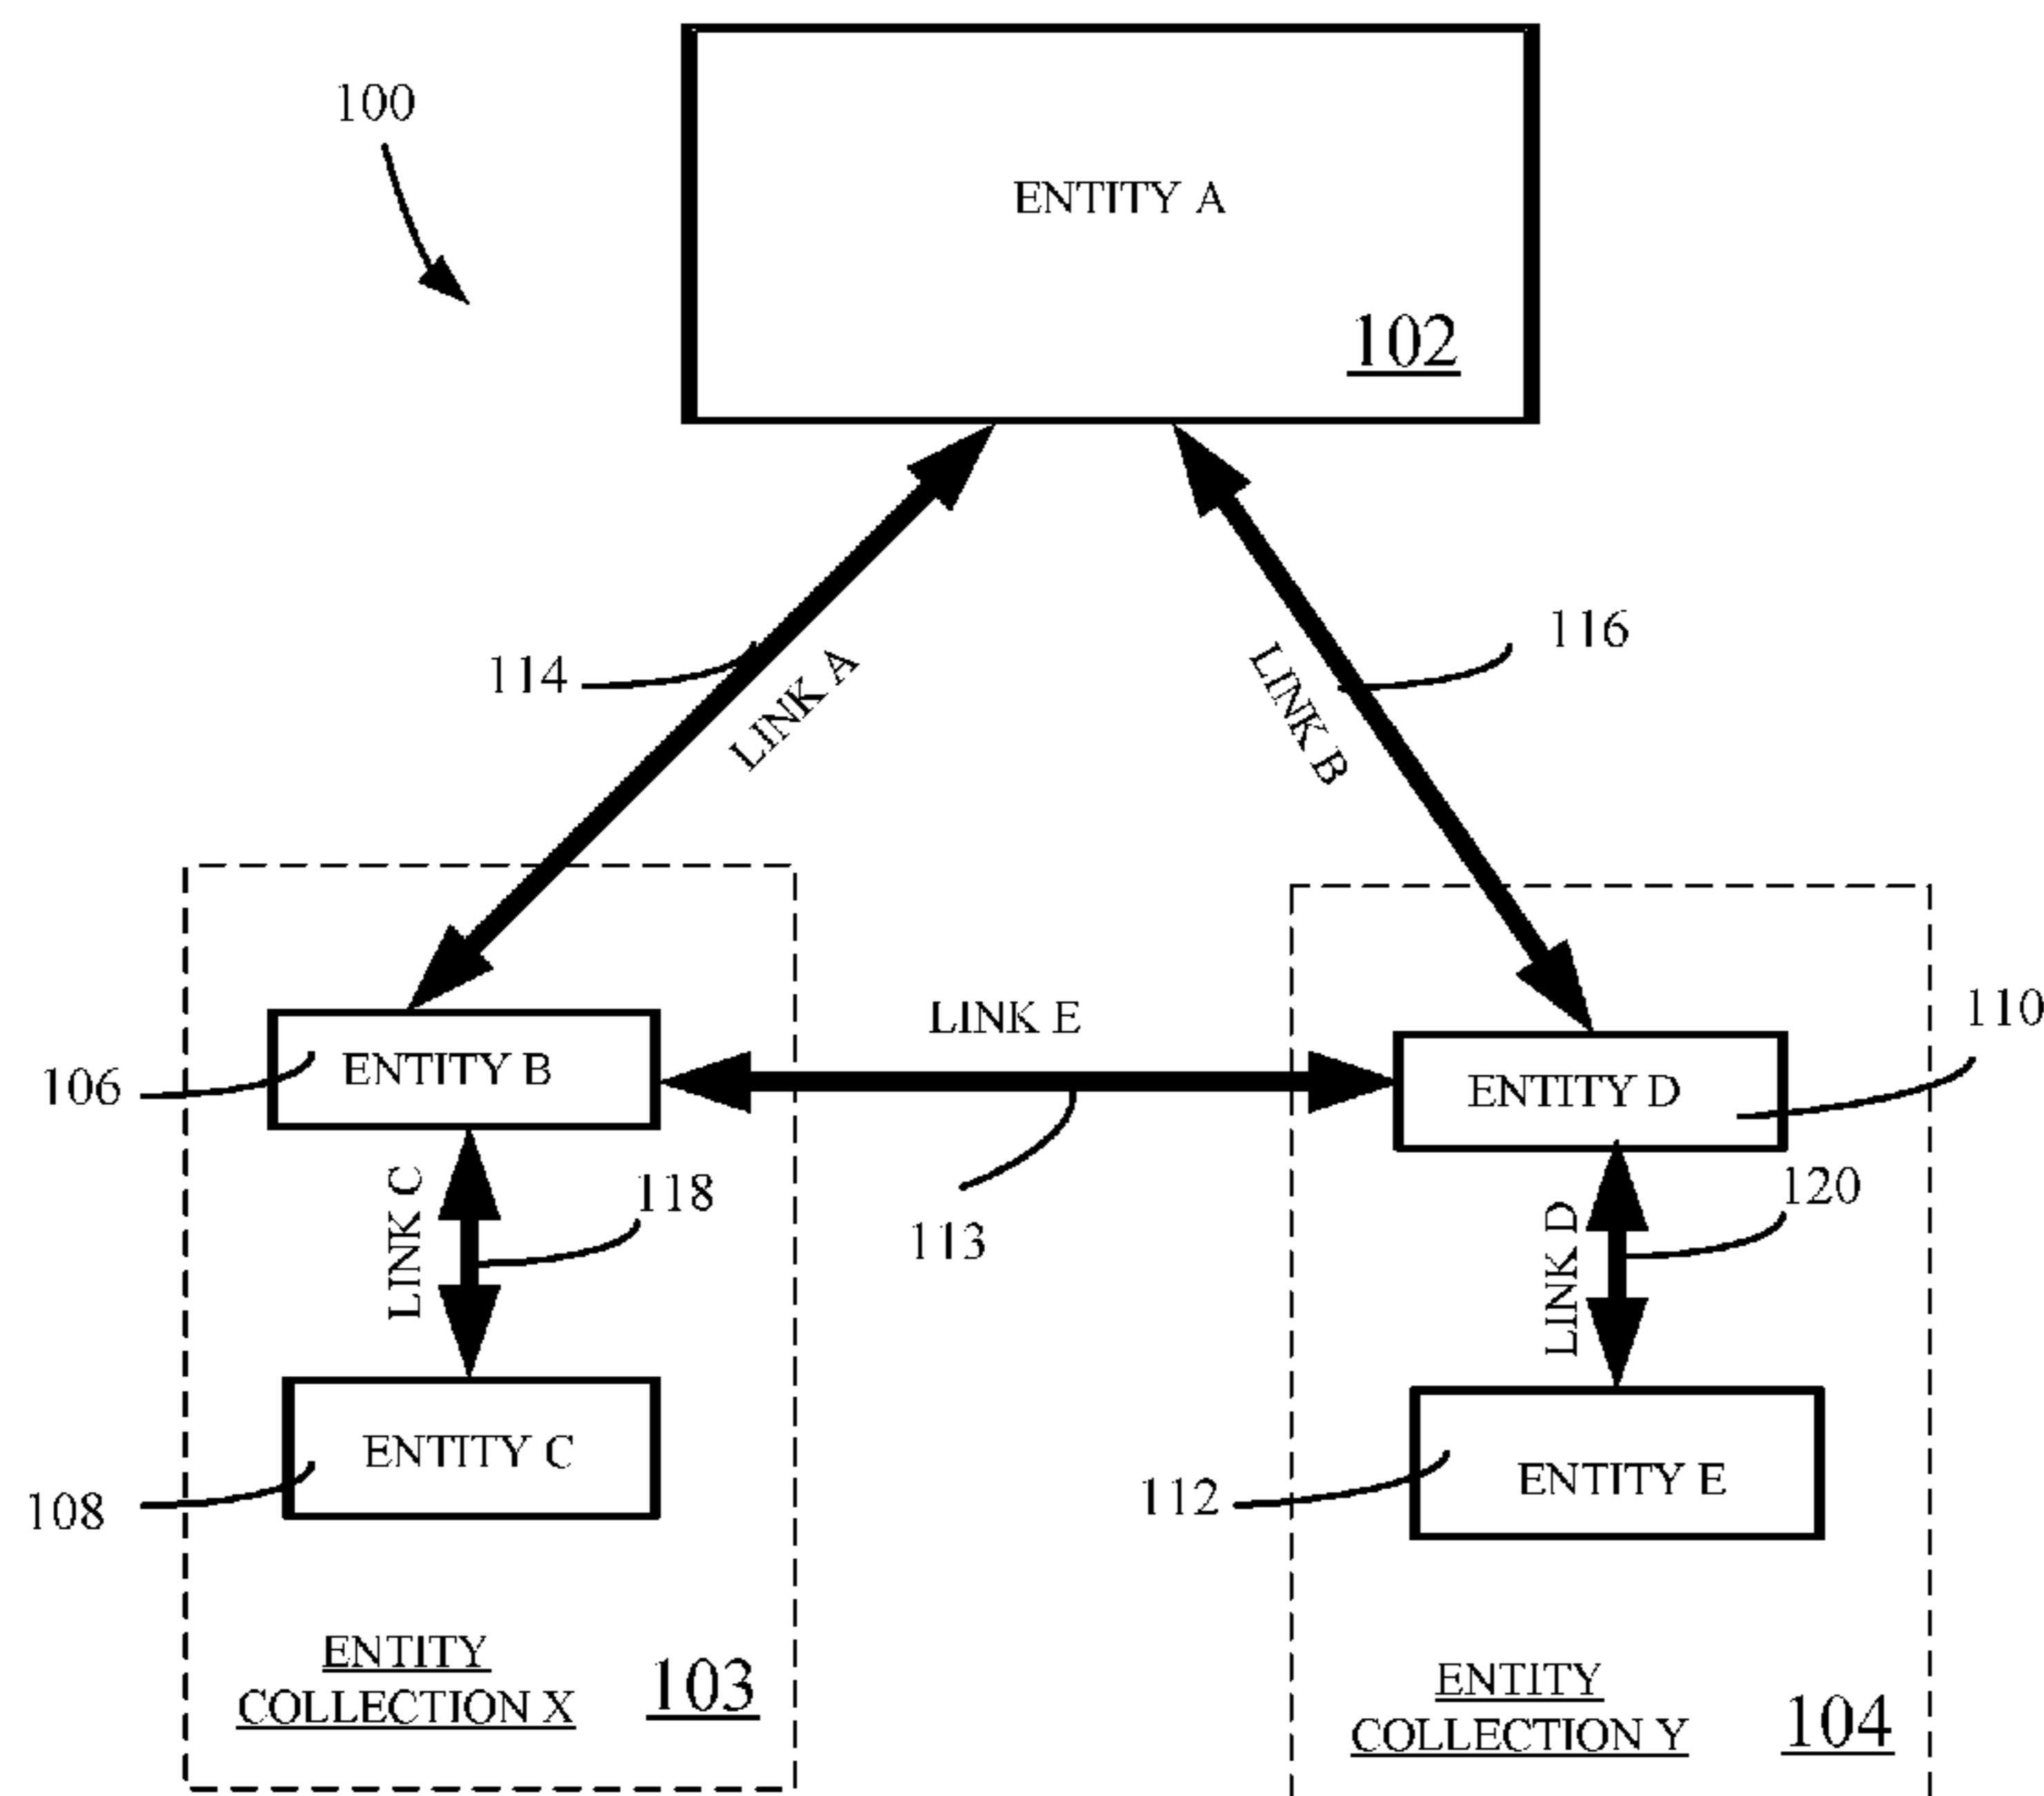 100
ENTITY A
102
114
LINK A
LINK B
116
106
ENTITY B
LINK E
113
110
ENTITY D
LINK C
118
LINK D
120
108
ENTITY C
112
ENTITY E
ENTITY
COLLECTION X
103
ENTITY
COLLECTION Y
104